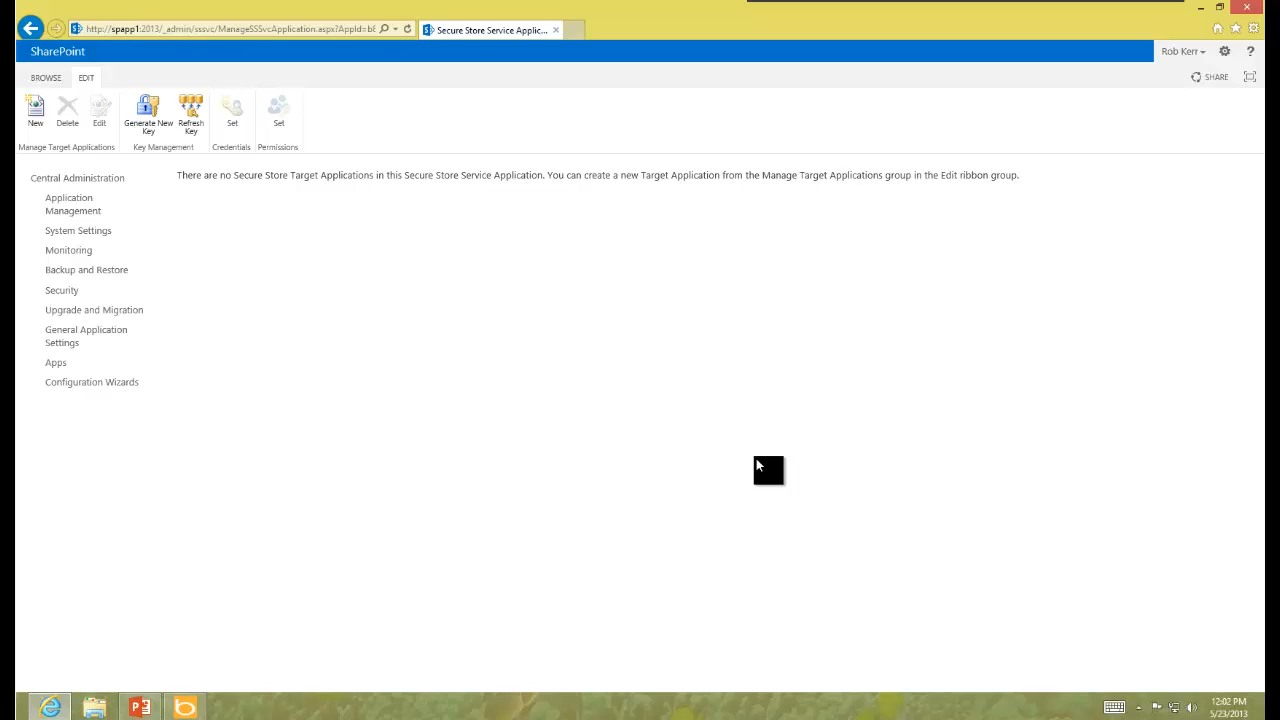 http://spapp1:2013/_admin/sssvc/ManageSSSvcApplication.aspx?AppId=b6
Secure Store Service Applic...
SharePoint
Rob Kerr
?
BROWSE
EDIT
SHARE
New
Delete
Edit
Generate New
Key
Refresh
Key
Set
Set
Manage Target Applications
Key Management
Credentials
Permissions
Central Administration
Application
Management
System Settings
Monitoring
Backup and Restore
Security
Upgrade and Migration
General Application
Settings
Apps
Configuration Wizards
There are no Secure Store Target Applications in this Secure Store Service Application. You can create a new Target Application from the Manage Target Applications group in the Edit ribbon group.
12:02 PM
5/23/2013